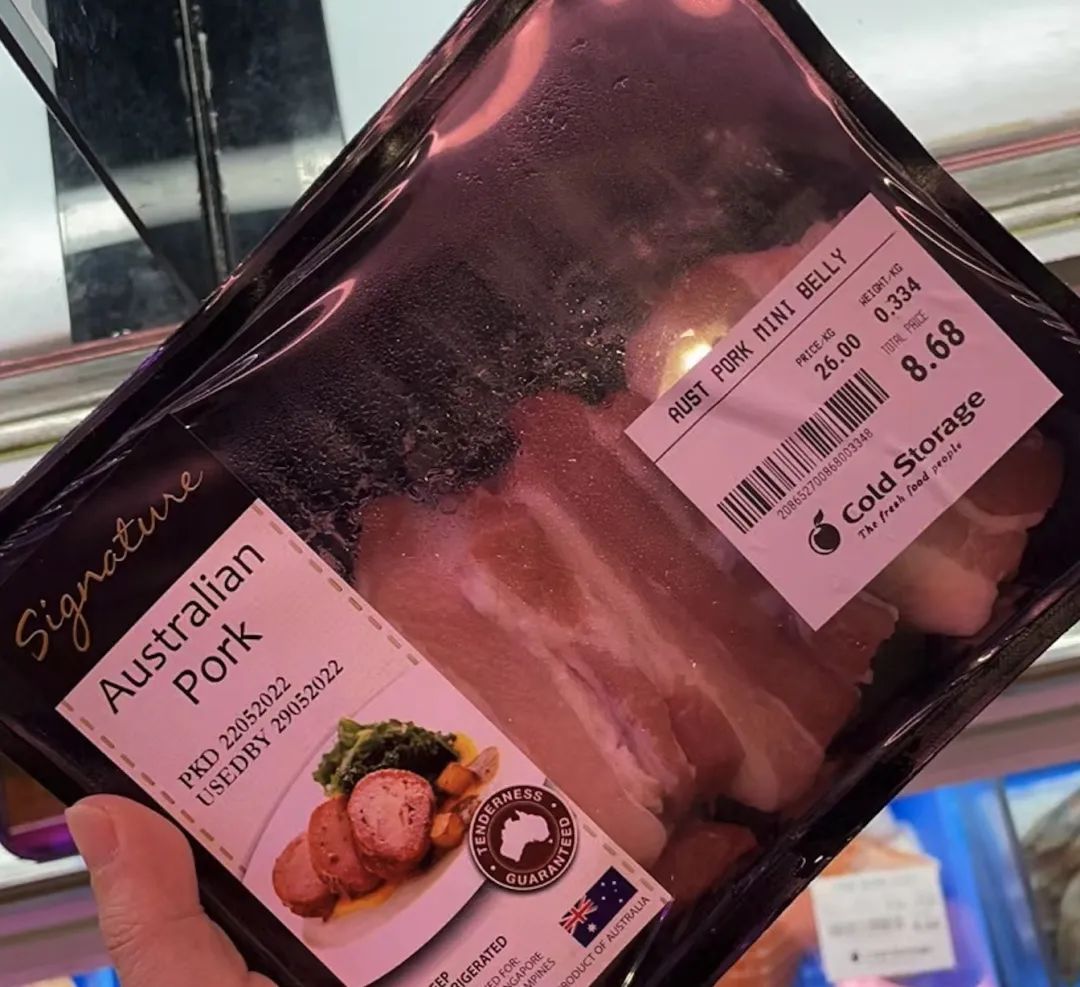 Signature
Australian
Pork
PKD 22052022
USEDBY 29052022
TENDERNESS
GUARANTEED
PRODUCT OF AUSTRALIA
AUST PORK MINI BELLY
PRICE/KG
26.00
WEIGHT/KG
0.334
TOTAL PRICE
8.68
208652700868003348
Cold Storage
The fresh food people